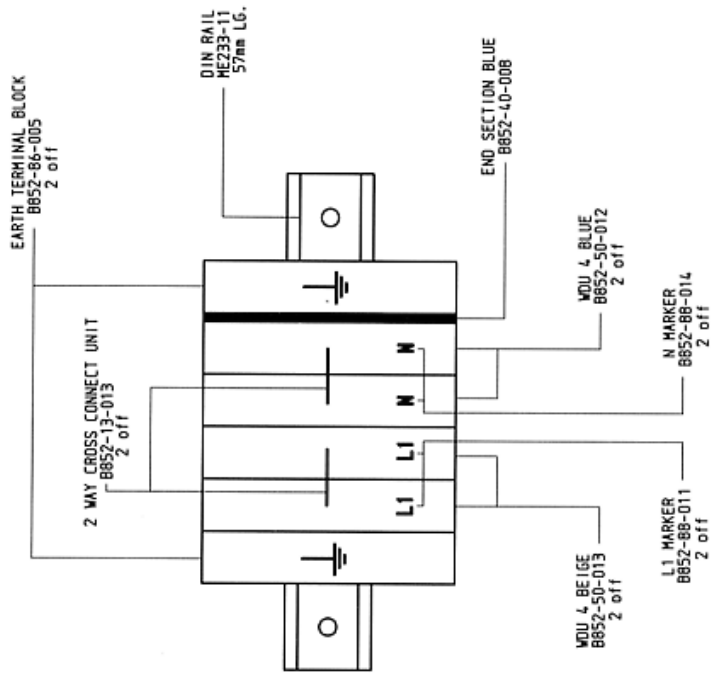 EARTH TERMINAL BLOCK
B852-86-005
2 off
2 WAY CROSS CONNECT UNIT
B852-13-013
2 off
DIN RAIL
ME233-11
57mm LG.
L1
L1
N
N
END SECTION BLUE
B852-40-008
WDU 4 BEIGE
B852-50-013
2 off
L1 MARKER
B852-88-011
2 off
WDU 4 BLUE
B852-50-012
2 off
N MARKER
B852-88-014
2 off